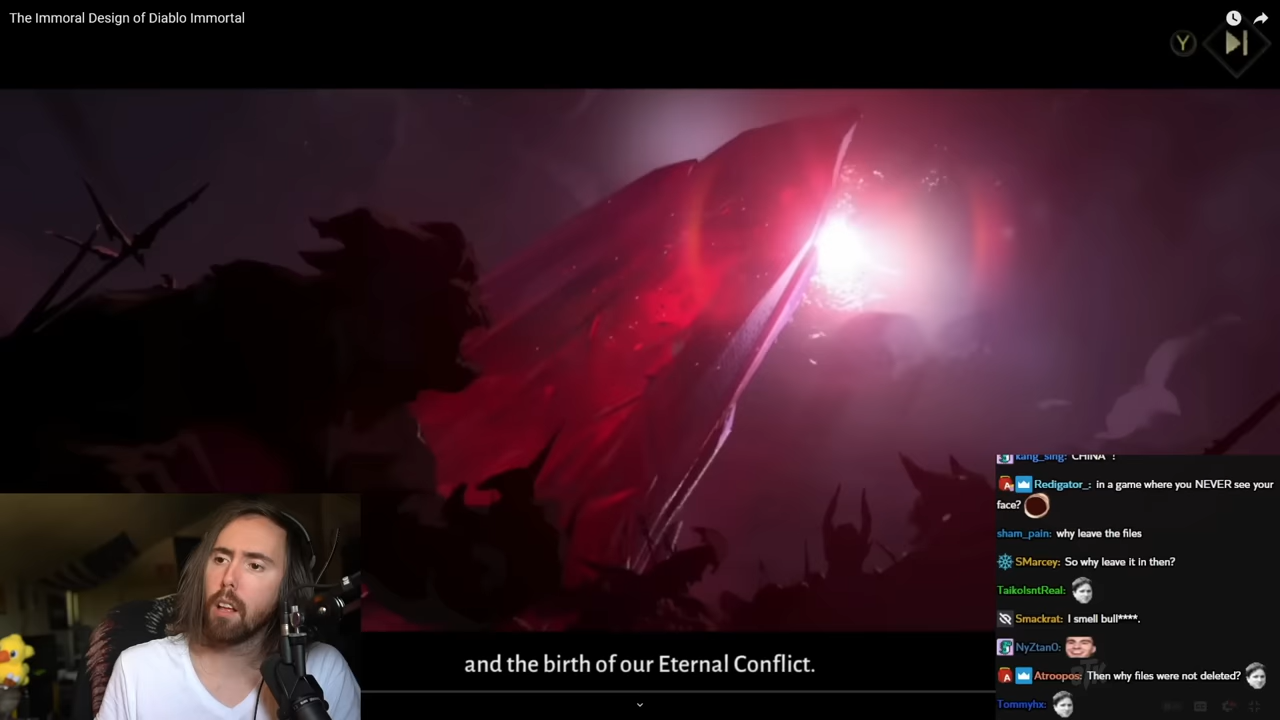 The Immoral Design of Diablo Immortal
Y
and the birth of our Eternal Conflict.
kang_sing: CHINA !
Redigator_: in a game where you NEVER see your
face?
sham_pain: why leave the files
SMarcey: So why leave it in then?
TaikoIsntReal:
Smackrat: I smell bull****.
NyZtanO:
Atroopos: Then why files were not deleted?
Tommyhx: